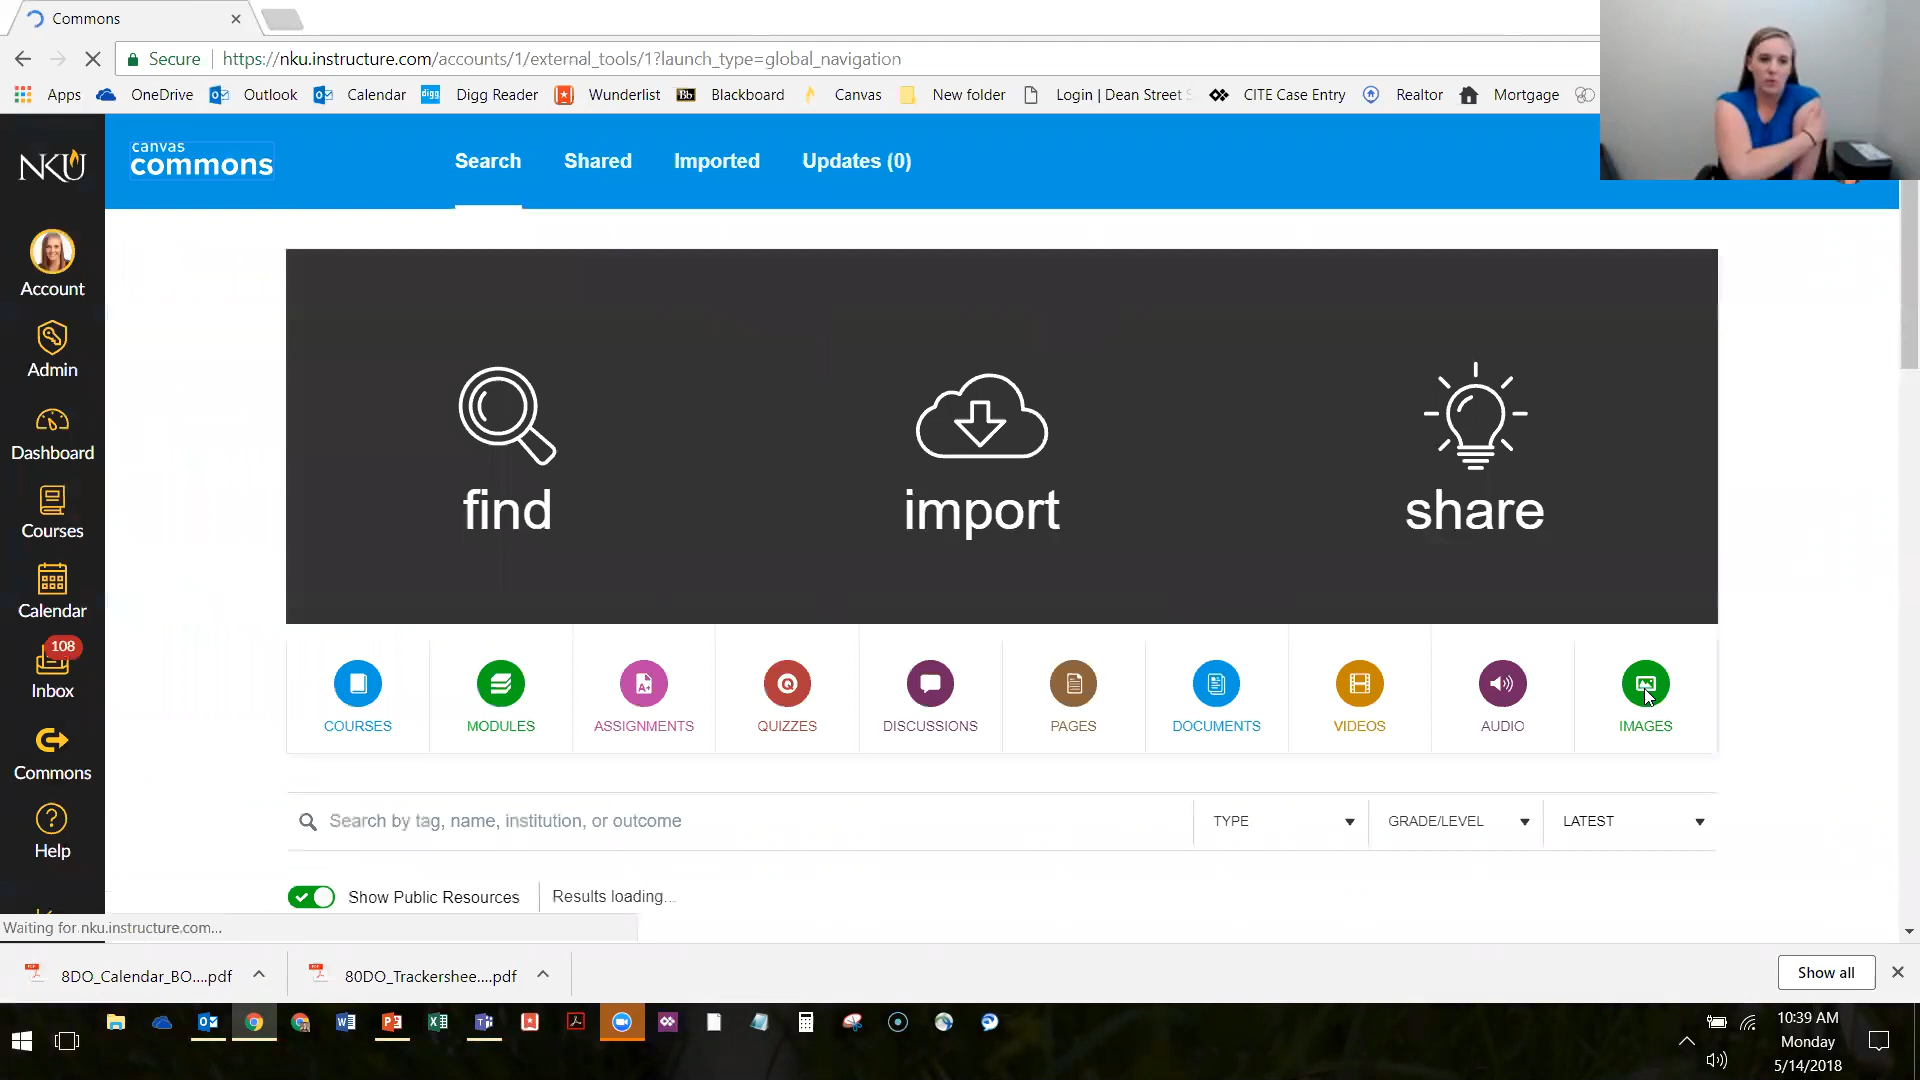 Commons
Secure https://nku.instructure.com/accounts/1/external_tools/1?launch_type=global_navigation
Apps OneDrive Outlook Calendar Digg Reader Wunderlist Blackboard Canvas New folder Login | Dean Street CITE Case Entry Realtor Mortgage
NKU
canvas
commons
Search Shared Imported Updates (0)
Account
Admin
Dashboard
Courses
Calendar
108
Inbox
Commons
Help
find import share
COURSES MODULES ASSIGNMENTS QUIZZES DISCUSSIONS PAGES DOCUMENTS VIDEOS AUDIO IMAGES
Search by tag, name, institution, or outcome TYPE GRADE/LEVEL LATEST
Show Public Resources Results loading...
Waiting for nku.instructure.com...
8DO_Calendar_BO....pdf 80DO_Trackershee....pdf Show all
10:39 AM
Monday
5/14/2018